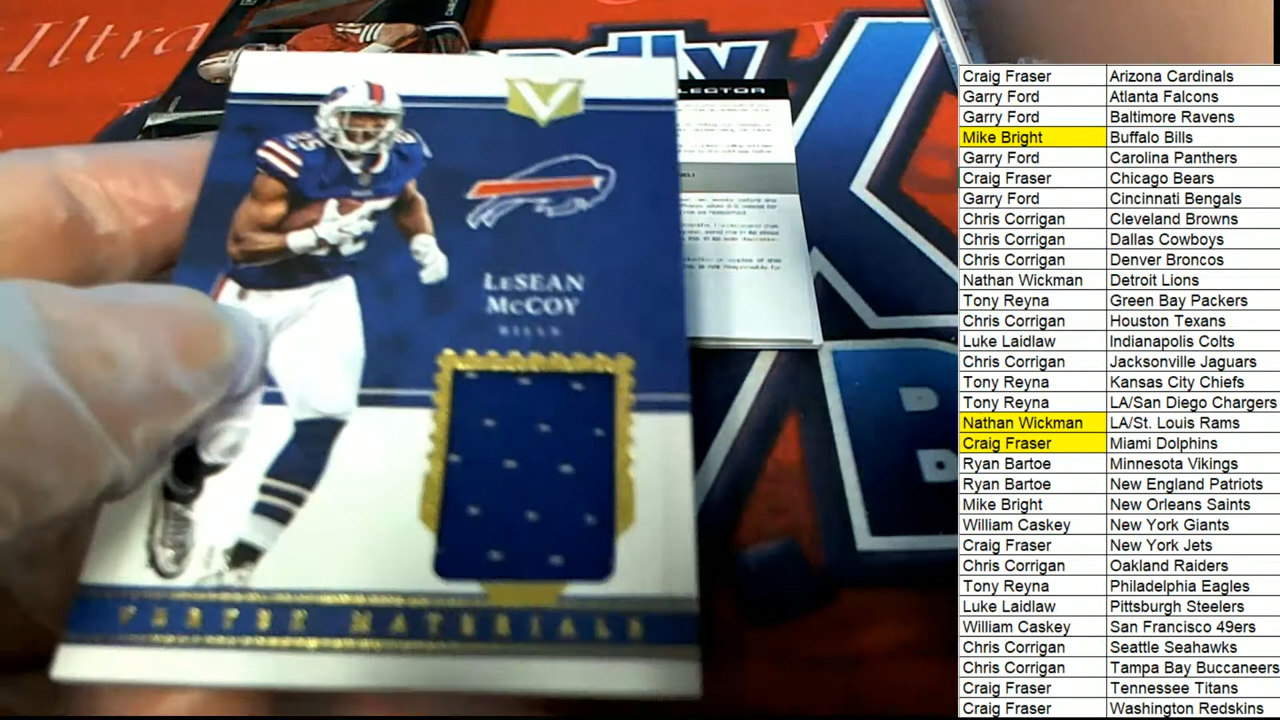 Iltra
LECTOR
V
LeSEAN
McCOY
BILLS
VANTAGE MATERIALS
Craig Fraser Arizona Cardinals
Garry Ford Atlanta Falcons
Garry Ford Baltimore Ravens
Mike Bright Buffalo Bills
Garry Ford Carolina Panthers
Craig Fraser Chicago Bears
Garry Ford Cincinnati Bengals
Chris Corrigan Cleveland Browns
Chris Corrigan Dallas Cowboys
Chris Corrigan Denver Broncos
Nathan Wickman Detroit Lions
Tony Reyna Green Bay Packers
Chris Corrigan Houston Texans
Luke Laidlaw Indianapolis Colts
Chris Corrigan Jacksonville Jaguars
Tony Reyna Kansas City Chiefs
Tony Reyna LA/San Diego Chargers
Nathan Wickman LA/St. Louis Rams
Craig Fraser Miami Dolphins
Ryan Bartoe Minnesota Vikings
Ryan Bartoe New England Patriots
Mike Bright New Orleans Saints
William Caskey New York Giants
Craig Fraser New York Jets
Chris Corrigan Oakland Raiders
Tony Reyna Philadelphia Eagles
Luke Laidlaw Pittsburgh Steelers
William Caskey San Francisco 49ers
Chris Corrigan Seattle Seahawks
Chris Corrigan Tampa Bay Buccaneers
Craig Fraser Tennessee Titans
Craig Fraser Washington Redskins